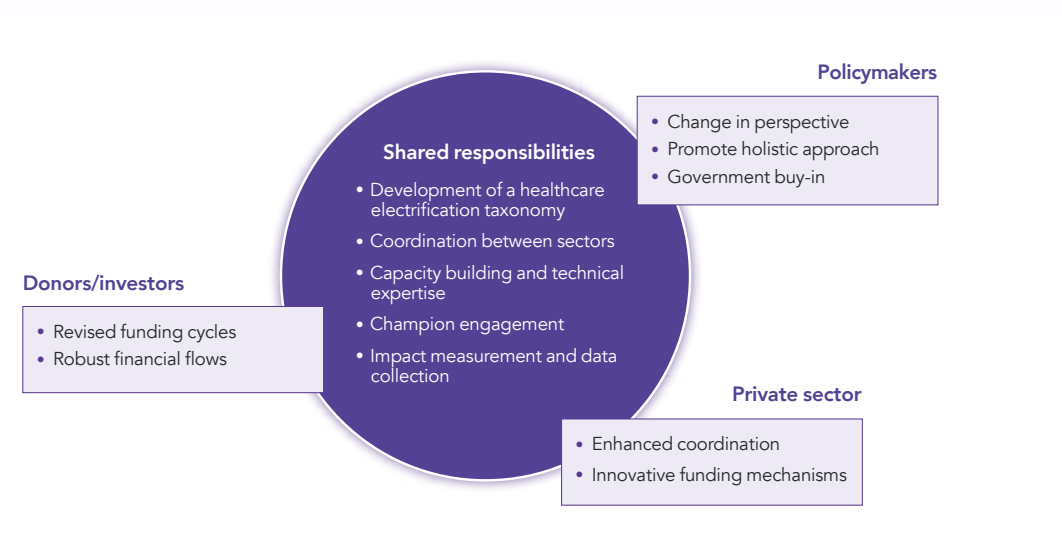 Policymakers
• Change in perspective
• Promote holistic approach
• Government buy-in
Shared responsibilities
• Development of a healthcare
electrification taxonomy
• Coordination between sectors
• Capacity building and technical
expertise
• Champion engagement
• Impact measurement and data
collection
Donors/investors
• Revised funding cycles
• Robust financial flows
Private sector
• Enhanced coordination
• Innovative funding mechanisms